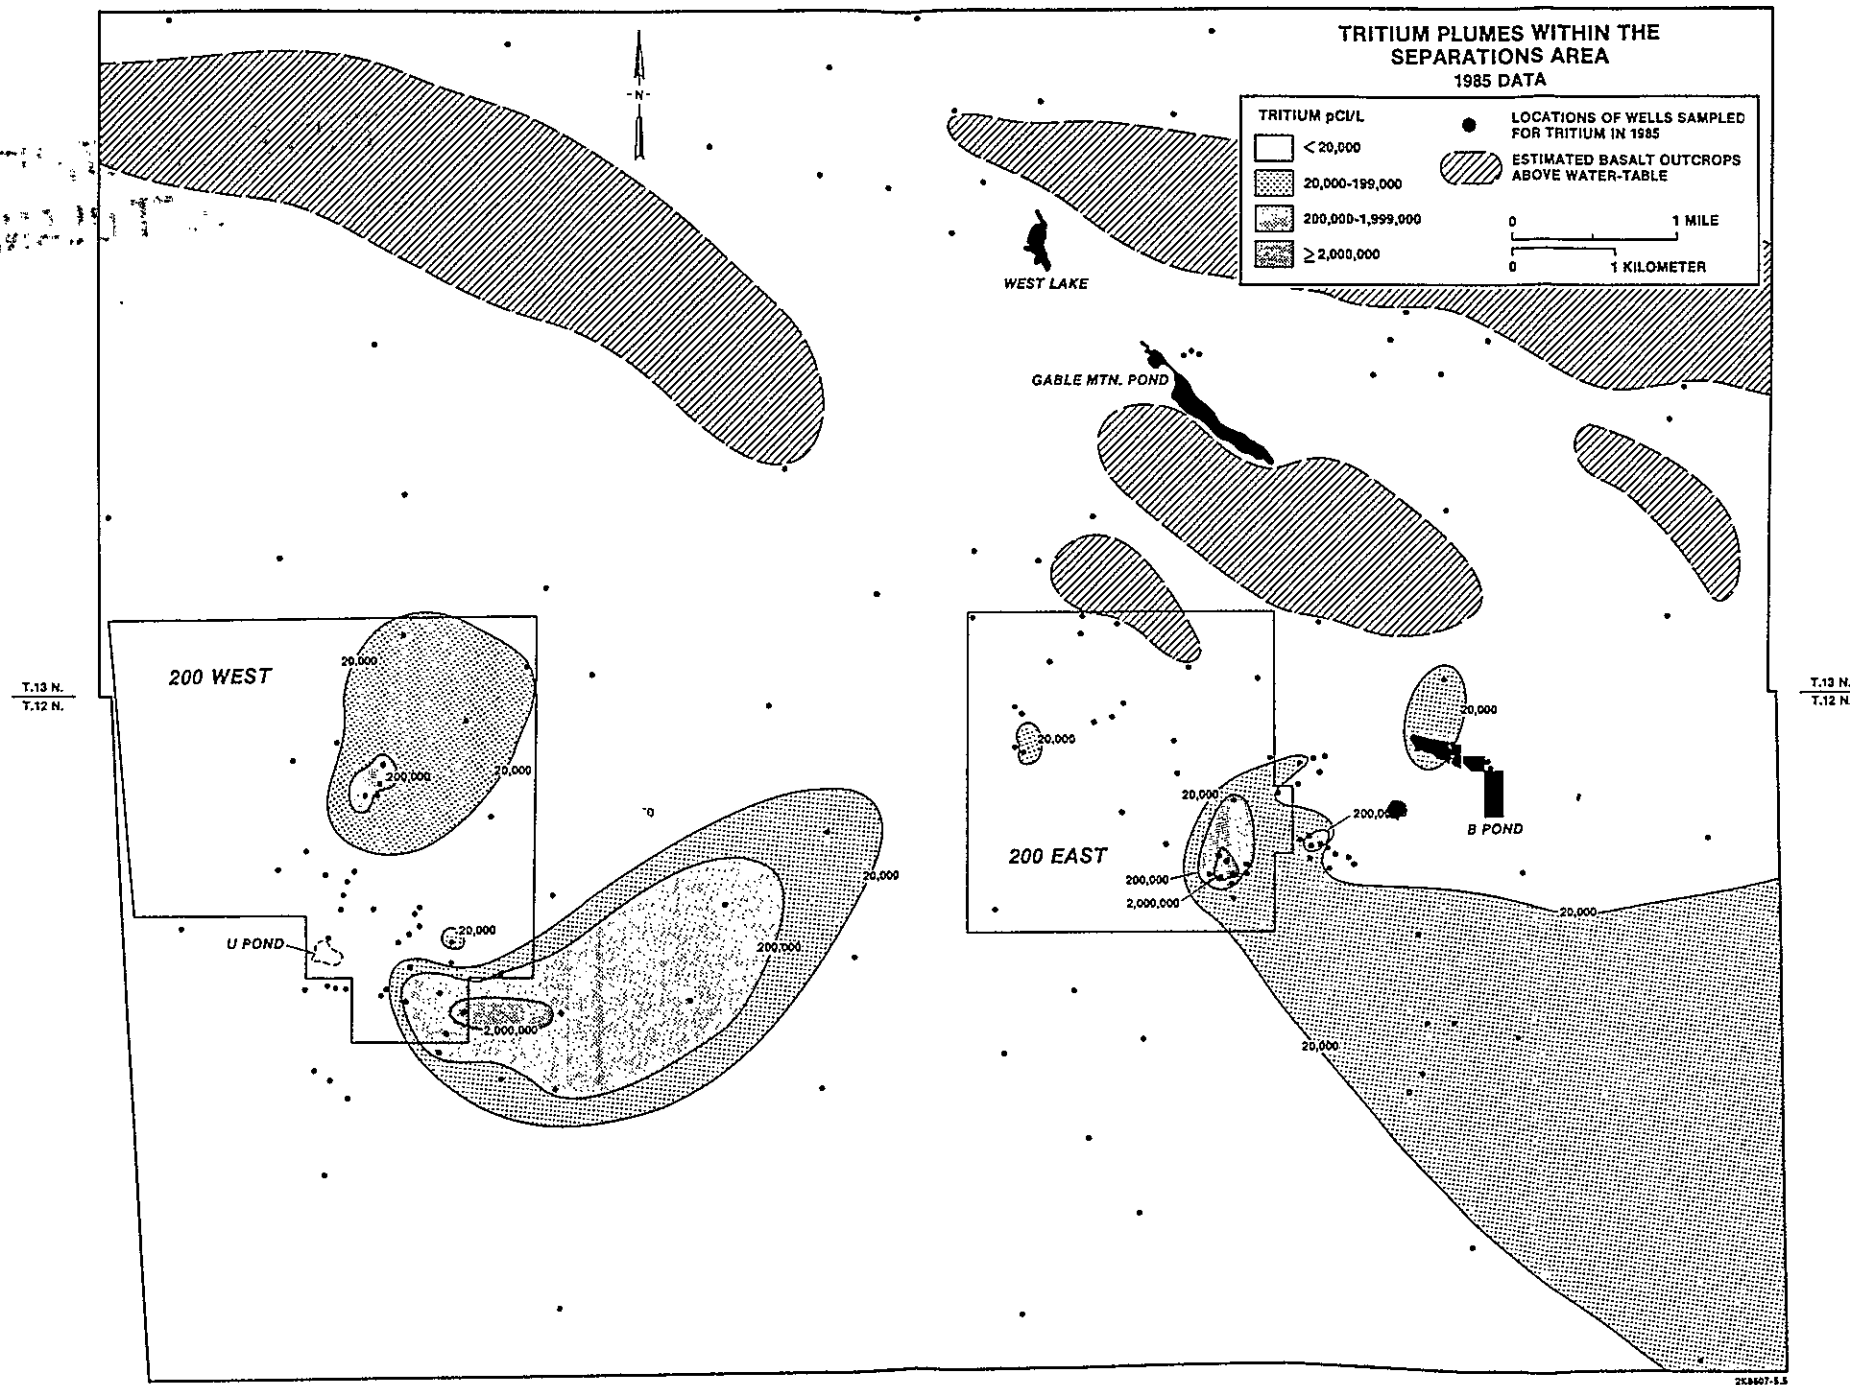 TRITIUM PLUMES WITHIN THE
SEPARATIONS AREA
1985 DATA
TRITIUM pCi/L
< 20,000
20,000-199,000
200,000-1,999,000
≥ 2,000,000
LOCATIONS OF WELLS SAMPLED
FOR TRITIUM IN 1985
ESTIMATED BASALT OUTCROPS
ABOVE WATER-TABLE
0 1 MILE
0 1 KILOMETER
-N-
WEST LAKE
GABLE MTN. POND
20,000
200 WEST
T.13 N.
T.12 N.
T.13 N.
T.12 N.
20,000
20,000
20,000
200,000
20,000
200,000
B POND
200 EAST
20,000
200,000
2,000,000
20,000
20,000
20,000
U POND
200,000
2,000,000
20,000